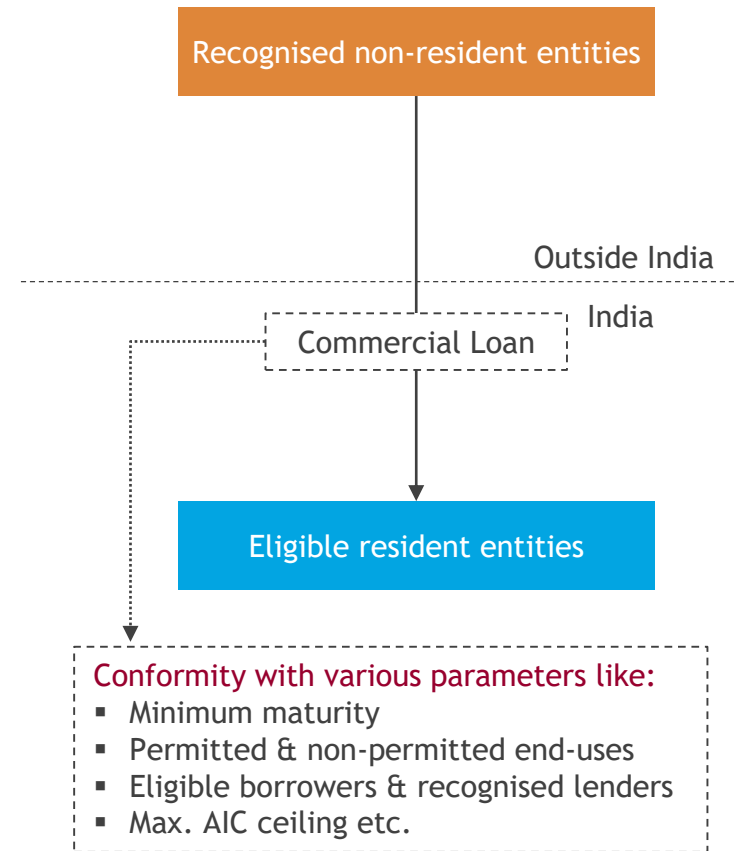 Recognised non-resident entities
Outside India
India
Commercial Loan
Eligible resident entities
Conformity with various parameters like:
▪ Minimum maturity
▪ Permitted & non-permitted end-uses
▪ Eligible borrowers & recognised lenders
▪ Max. AIC ceiling etc.